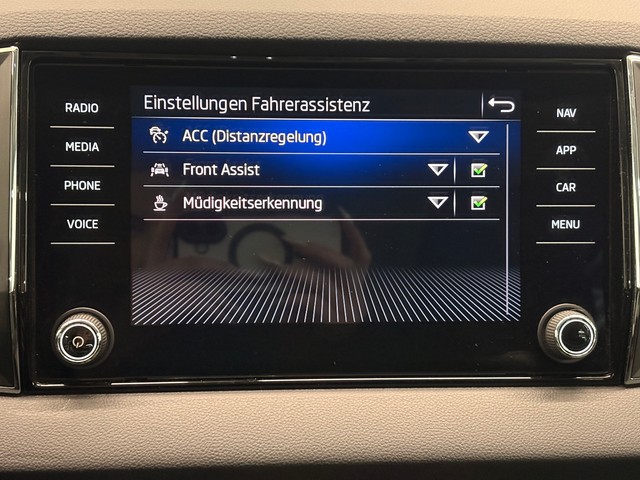 RADIO
MEDIA
PHONE
VOICE
Einstellungen Fahrerassistenz
ACC (Distanzregelung)
Front Assist
Müdigkeitserkennung
NAV
APP
CAR
MENU